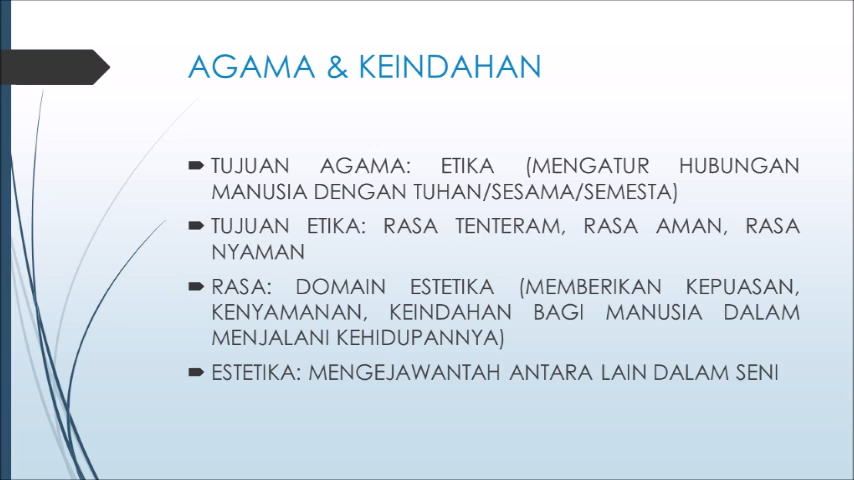 AGAMA & KEINDAHAN
TUJUAN AGAMA: ETIKA (MENGATUR HUBUNGAN
MANUSIA DENGAN TUHAN/SESAMA/SEMESTA)
TUJUAN ETIKA: RASA TENTERAM, RASA AMAN, RASA
NYAMAN
RASA: DOMAIN ESTETIKA (MEMBERIKAN KEPUASAN,
KENYAMANAN, KEINDAHAN BAGI MANUSIA DALAM
MENJALANI KEHIDUPANNYA)
ESTETIKA: MENGEJAWANTAH ANTARA LAIN DALAM SENI